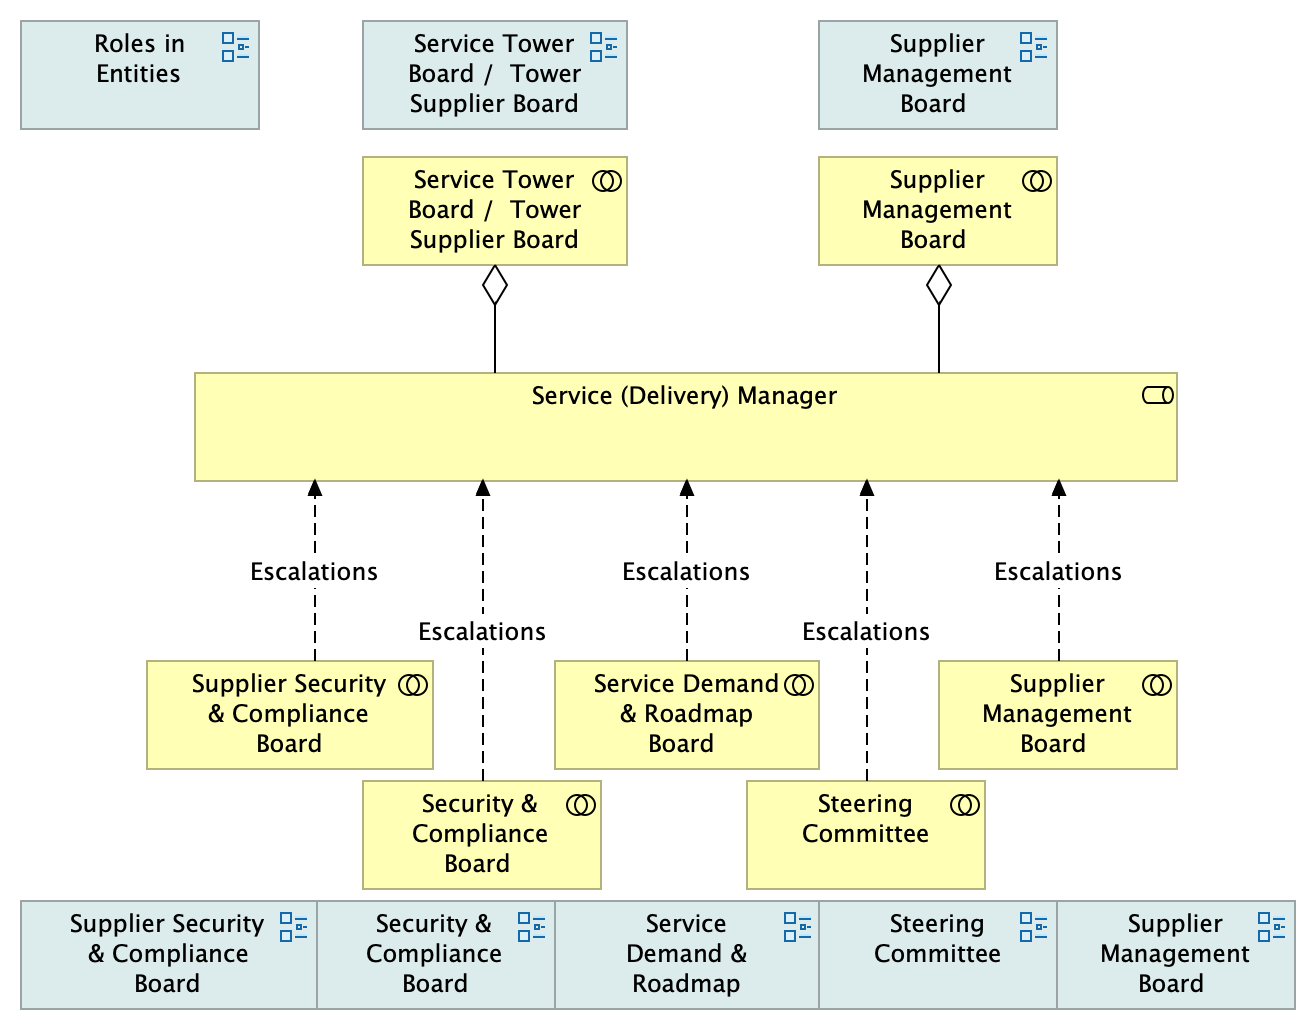 Roles in
Entities
Service Tower
Board /  Tower
Supplier Board
Supplier
Management
Board
Service Tower
Board /  Tower
Supplier Board
Supplier
Management
Board
Service (Delivery) Manager
Escalations
Escalations
Escalations
Escalations
Escalations
Supplier Security
& Compliance
Board
Service Demand
& Roadmap
Board
Supplier
Management
Board
Security &
Compliance
Board
Steering
Committee
Supplier Security
& Compliance
Board
Security &
Compliance
Board
Service
Demand &
Roadmap
Steering
Committee
Supplier
Management
Board